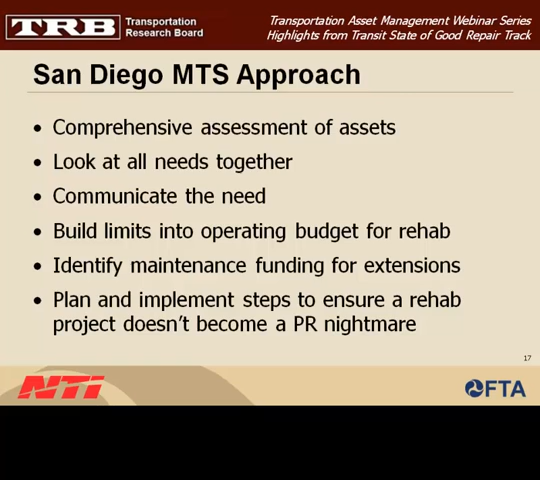 TRB Transportation Research Board
Transportation Asset Management Webinar Series
Highlights from Transit State of Good Repair Track
San Diego MTS Approach
• Comprehensive assessment of assets
• Look at all needs together
• Communicate the need
• Build limits into operating budget for rehab
• Identify maintenance funding for extensions
• Plan and implement steps to ensure a rehab
project doesn't become a PR nightmare
17
NTI
FTA